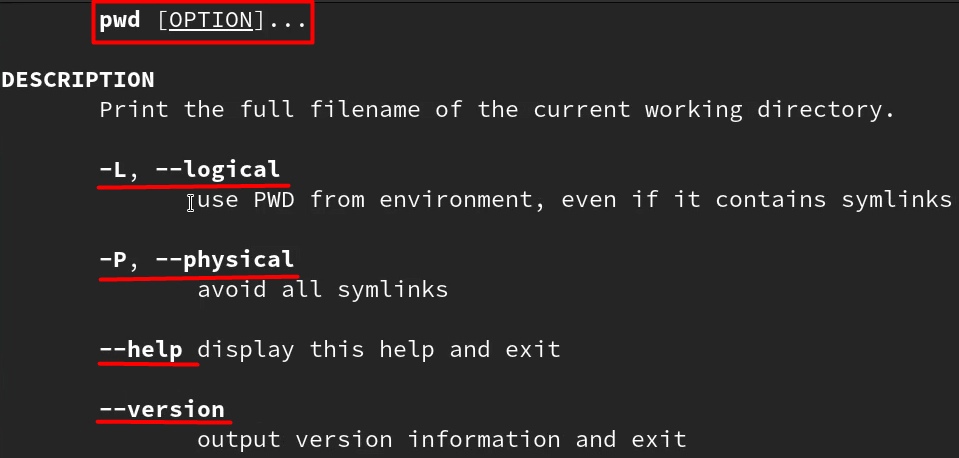 pwd [OPTION]...
DESCRIPTION
Print the full filename of the current working directory.
-L, --logical
use PWD from environment, even if it contains symlinks
-P, --physical
avoid all symlinks
--help display this help and exit
--version
output version information and exit